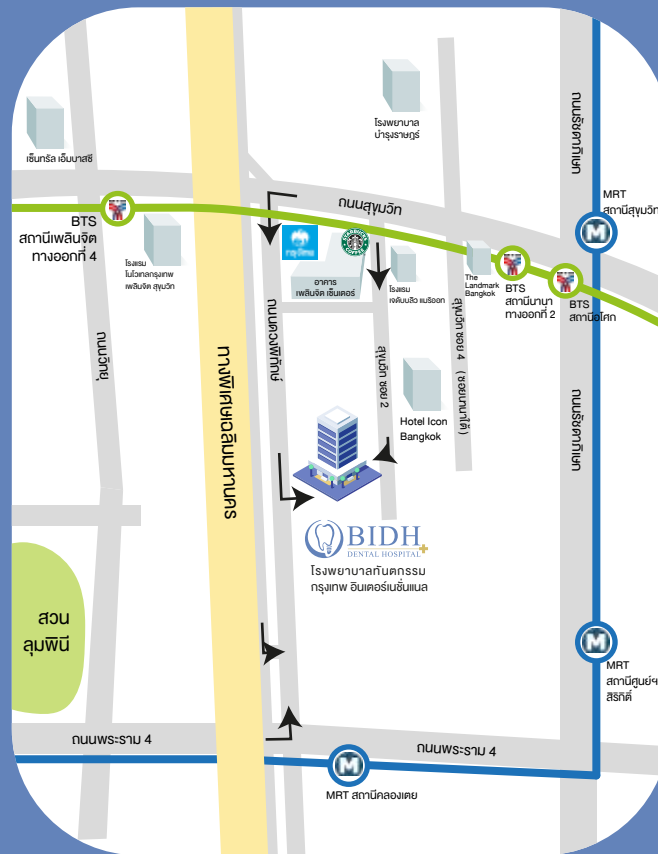 โรงพยาบาล
บำรุงราษฎร์
ถนนรัชดาภิเษก
เซ็นทรัล เอ็มบาสซี
MRT
สถานีสุขุมวิท
ถนนสุขุมวิท
BTS
สถานีเพลินจิต
ทางออกที่ 4
โรงแรม
โนโวเทลกรุงเทพ
เพลินจิต สุขุมวิท
กรุงไทย
STARBUCKS COFFEE
อาคาร
เพลินจิต เซ็นเตอร์
โรงแรม
เจดับบลิว แมริออท
The
Landmark
Bangkok
BTS
สถานีนานา
ทางออกที่ 2
BTS
สถานีอโศก
ถนนวิทยุ
ทางพิเศษเฉลิมมหานคร
ถนนดวงพิทักษ์
สุขุมวิท ซอย 2
สุขุมวิท ซอย 4 (ซอยนานาใต้)
ถนนรัชดาภิเษก
Hotel Icon
Bangkok
BIDH
DENTAL HOSPITAL
โรงพยาบาลทันตกรรม
กรุงเทพ อินเตอร์เนชั่นแนล
สวน
ลุมพินี
MRT
สถานีศูนย์ฯ
สิริกิติ์
ถนนพระราม 4
ถนนพระราม 4
MRT สถานีคลองเตย